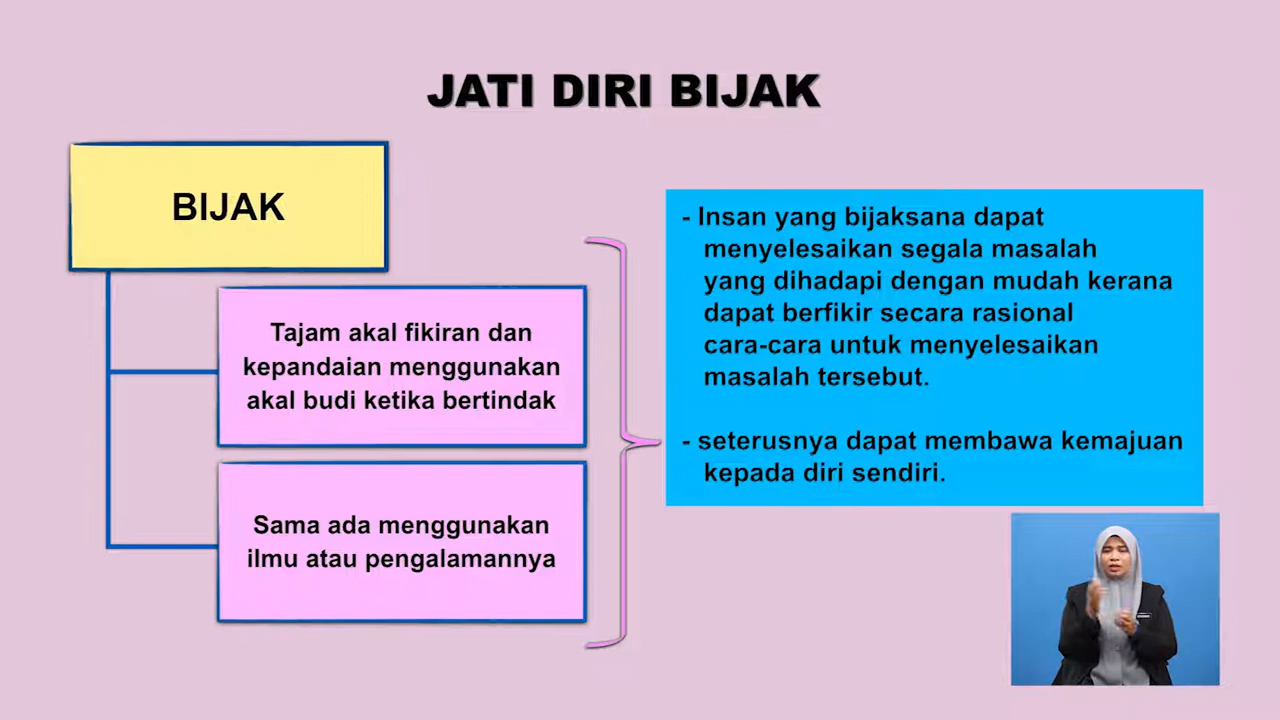 JATI DIRI BIJAK
BIJAK
Tajam akal fikiran dan
kepandaian menggunakan
akal budi ketika bertindak
Sama ada menggunakan
ilmu atau pengalamannya
- Insan yang bijaksana dapat
menyelesaikan segala masalah
yang dihadapi dengan mudah kerana
dapat berfikir secara rasional
cara-cara untuk menyelesaikan
masalah tersebut.
- seterusnya dapat membawa kemajuan
kepada diri sendiri.